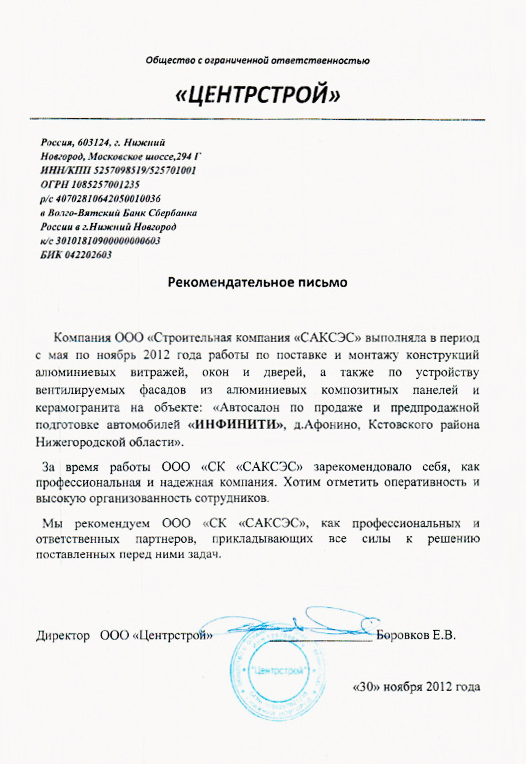 Общество с ограниченной ответственностью
«ЦЕНТРСТРОЙ»
Россия, 603124, г. Нижний
Новгород, Московское шоссе,294 Г
ИНН/КПП 5257098519/525701001
ОГРН 1085257001235
р/с 40702810642050010036
в Волго-Вятский Банк Сбербанка
России в г.Нижний Новгород
к/с 30101810900000000603
БИК 042202603
Рекомендательное письмо
Компания ООО «Строительная компания «САКСЭС» выполняла в период
с мая по ноябрь 2012 года работы по поставке и монтажу конструкций
алюминиевых витражей, окон и дверей, а также по устройству
вентилируемых фасадов из алюминиевых композитных панелей и
керамогранита на объекте: «Автосалон по продаже и предпродажной
подготовке автомобилей «ИНФИНИТИ», д.Афонино, Кстовского района
Нижегородской области».
За время работы ООО «СК «САКСЭС» зарекомендовало себя, как
профессиональная и надежная компания. Хотим отметить оперативность и
высокую организованность сотрудников.
Мы рекомендуем ООО «СК «САКСЭС», как профессиональных и
ответственных партнеров, прикладывающих все силы к решению
поставленных перед ними задач.
Директор ООО «Центрстрой» Боровков Е.В.
"Центрстрой"
«30» ноября 2012 года